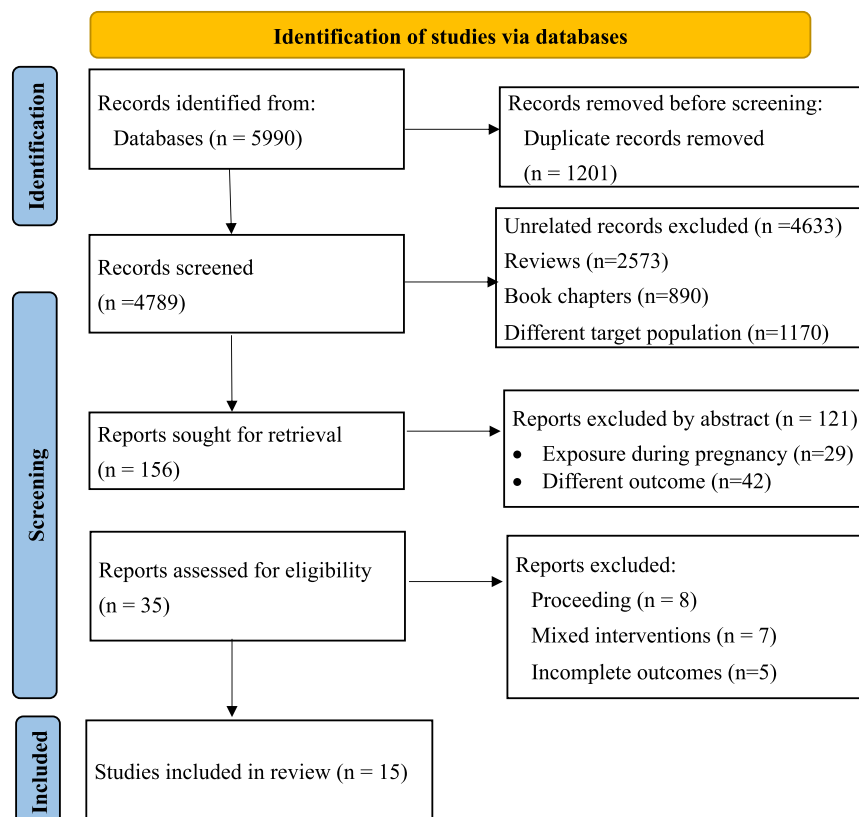 Identification of studies via databases
Identification
Records identified from:
Databases (n = 5990)
Records removed before screening:
Duplicate records removed
(n = 1201)
Screening
Records screened
(n =4789)
Unrelated records excluded (n =4633)
Reviews (n=2573)
Book chapters (n=890)
Different target population (n=1170)
Reports sought for retrieval
(n = 156)
Reports excluded by abstract (n = 121)
• Exposure during pregnancy (n=29)
• Different outcome (n=42)
Reports assessed for eligibility
(n = 35)
Reports excluded:
Proceeding (n = 8)
Mixed interventions (n = 7)
Incomplete outcomes (n=5)
Included
Studies included in review (n = 15)